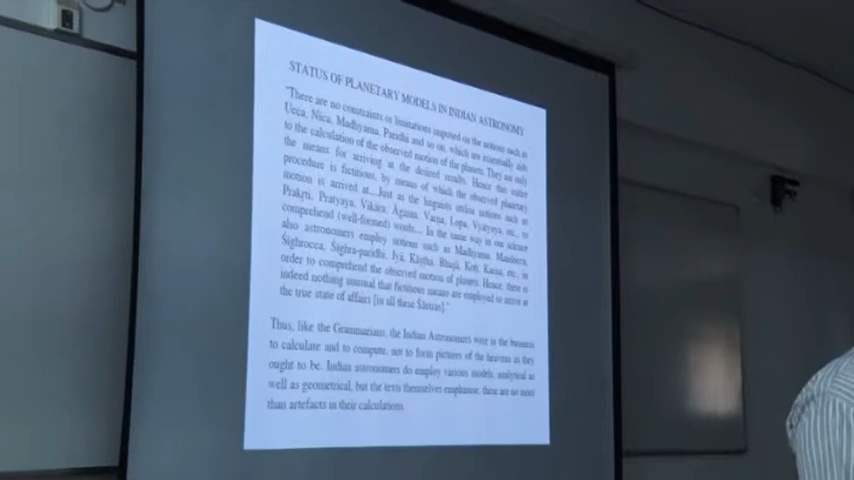 STATUS OF PLANETARY MODELS IN INDIAN ASTRONOMY
"There are no constraints or limitations imposed on the notions such as
Ucca, Nica, Madhyama, Paridhi and so on, which are essentially aids
to the calculation of the observed motion of the planets. They are only
the means for arriving at the desired results. Hence this entire
procedure is fictitious, by means of which the observed planetary
motion is arrived at....Just as the linguists utilise notions such as
Prakṛti, Pratyaya, Vikāra, Āgama, Varṇa, Lopa, Vyatyaya, etc., to
comprehend (well-formed) words.... In the same way in our science
also astronomers employ notions such as Madhyama, Mandocca,
Śīghrocca, Śīghra-paridhi, Jyā, Kāṣṭha, Bhujā, Koṭi, Karṇa, etc., in
order to comprehend the observed motion of planets. Hence, there is
indeed nothing unusual that fictitious means are employed to arrive at
the true state of affairs [in all these Śāstras]."
Thus, like the Grammarians, the Indian Astronomers were in the business
to calculate and to compute, not to form pictures of the heavens as they
ought to be. Indian astronomers do employ various models, analytical as
well as geometrical, but the texts themselves emphasise, these are no more
than artefacts in their calculations.